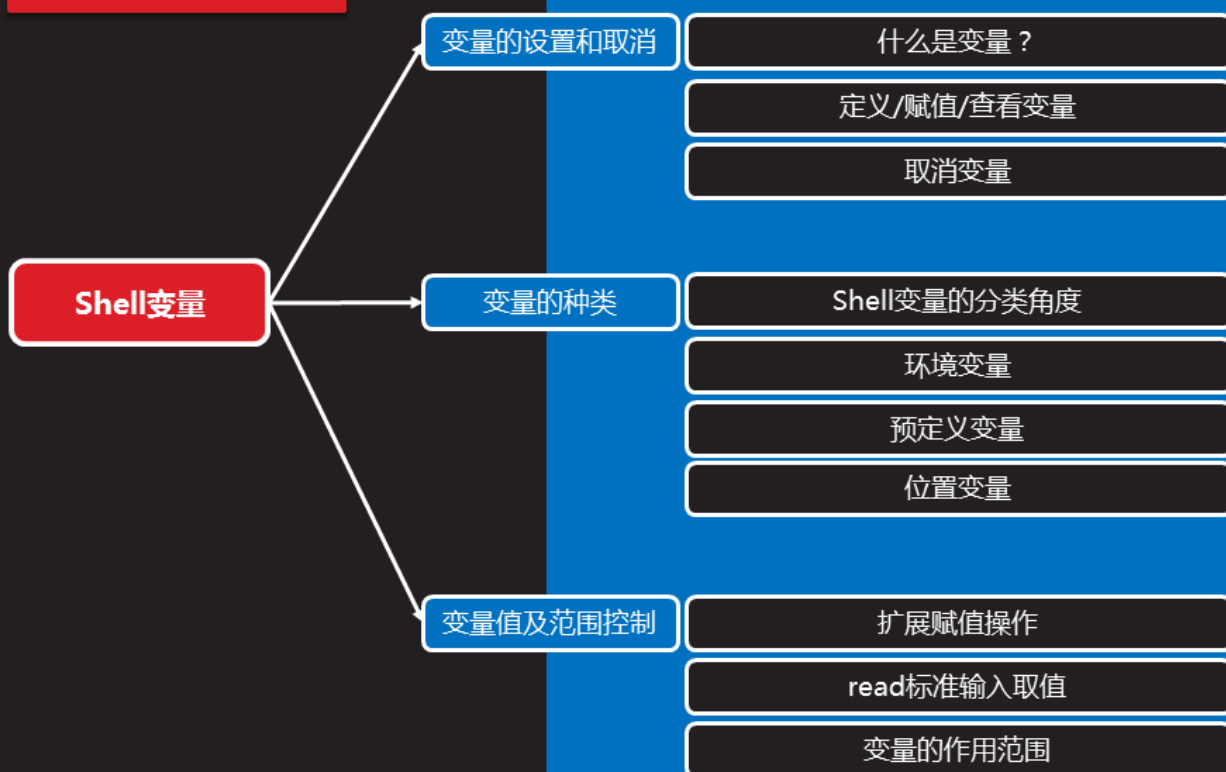 Shell变量
变量的设置和取消
什么是变量？
定义/赋值/查看变量
取消变量
变量的种类
Shell变量的分类角度
环境变量
预定义变量
位置变量
变量值及范围控制
扩展赋值操作
read标准输入取值
变量的作用范围